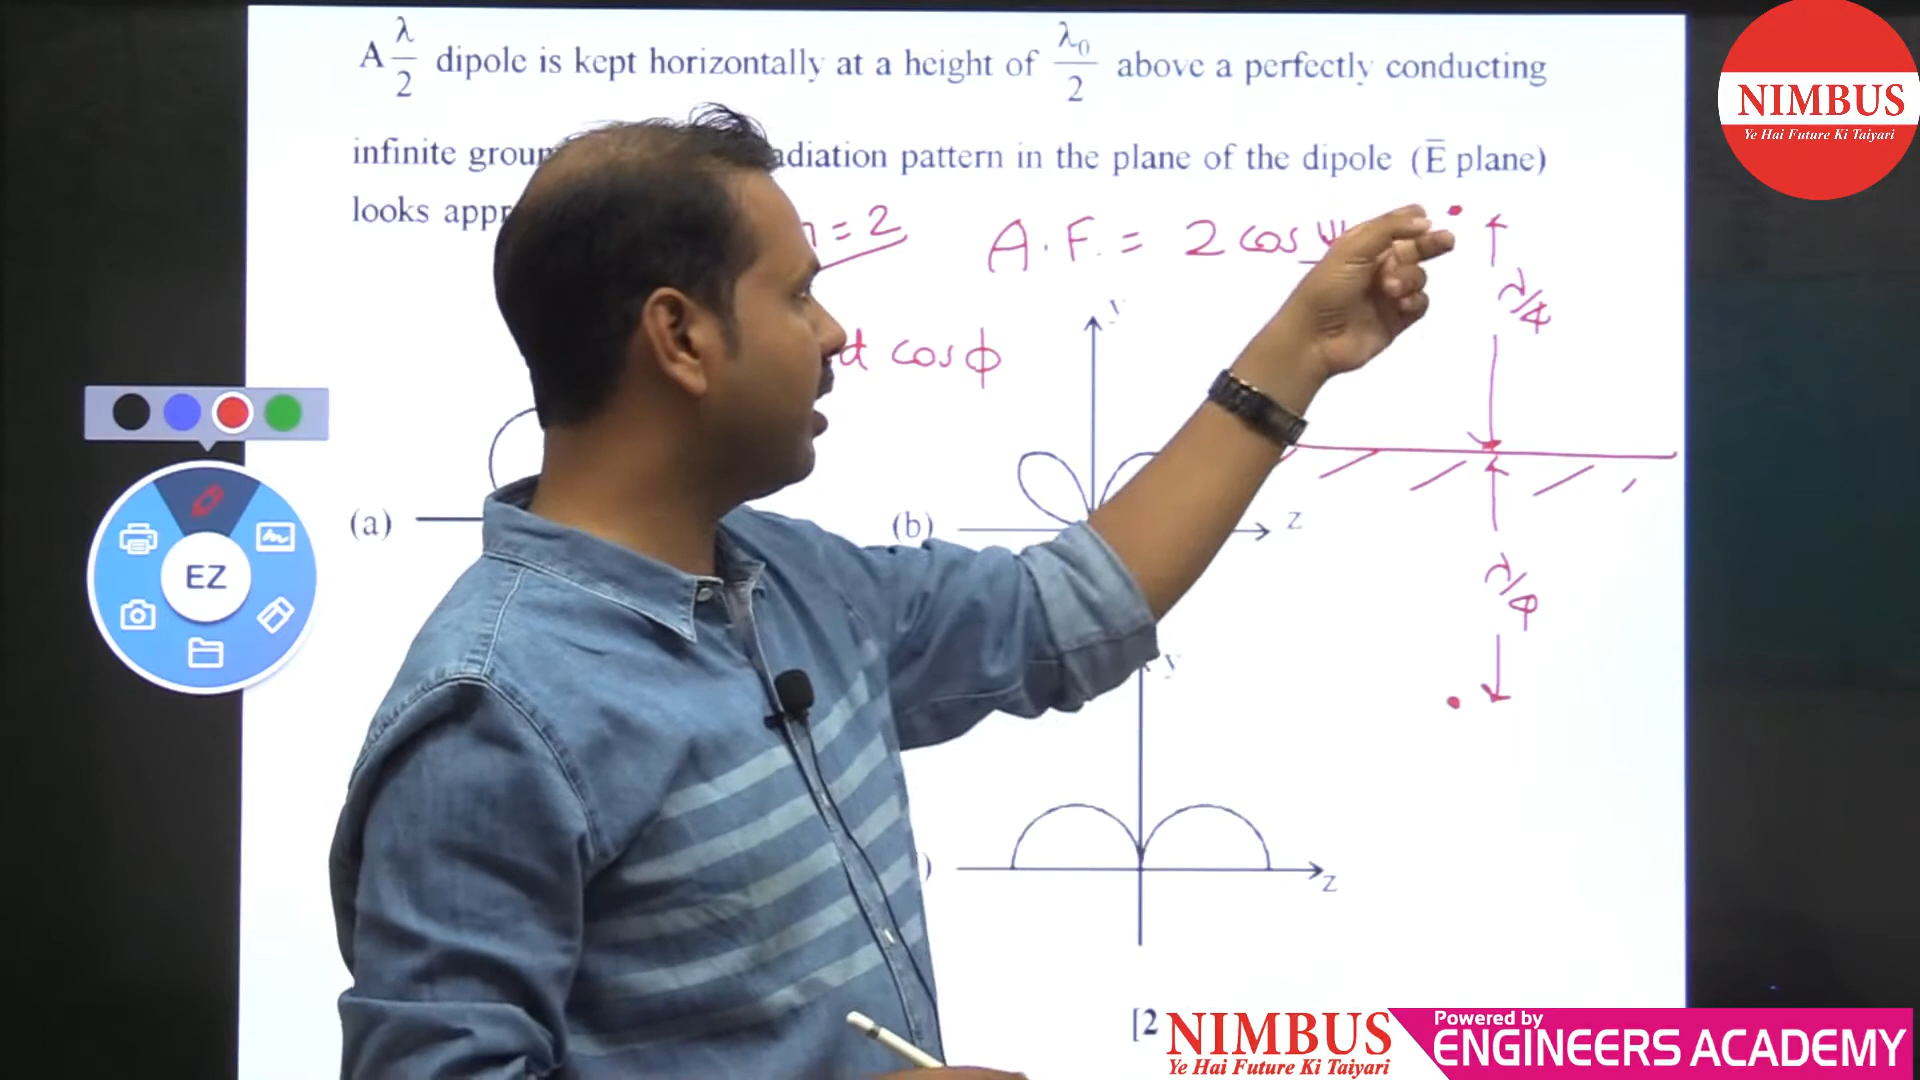 A λ/2 dipole is kept horizontally at a height of λ₀/2 above a perfectly conducting
infinite adiation pattern in the plane of the dipole (E̅ plane)
looks
n = 2 A.F. = 2 cos ψ
d cos φ
λ/4
(a)
(b)
y
z
λ/4
y
)
z
[2
EZ
NIMBUS
Ye Hai Future Ki Taiyari
NIMBUS
Ye Hai Future Ki Taiyari
Powered by
ENGINEERS ACADEMY